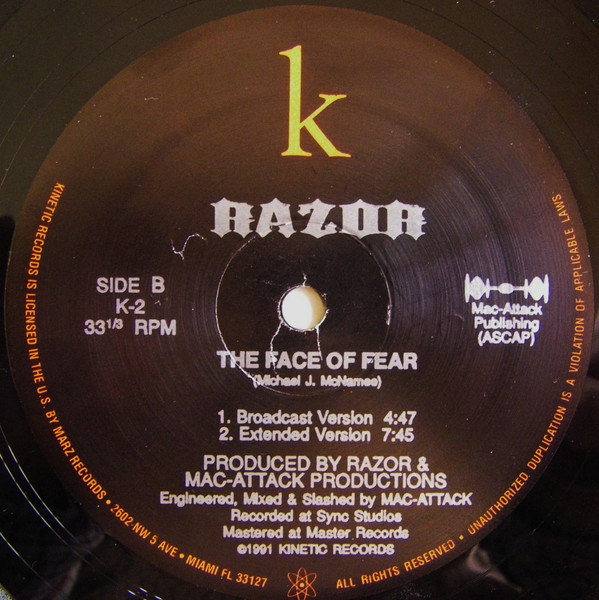 k
RAZOR
SIDE B
K-2
33 1/3 RPM
Mac-Attack
Publishing
(ASCAP)
THE FACE OF FEAR
(Michael J. McNamee)
1. Broadcast Version 4:47
2. Extended Version 7:45
PRODUCED BY RAZOR &
MAC-ATTACK PRODUCTIONS
Engineered, Mixed & Slashed by MAC-ATTACK
Recorded at Sync Studios
Mastered at Master Records
©1991 KINETIC RECORDS
KINETIC RECORDS IS LICENSED IN THE U.S. BY MARZ RECORDS • 2602 NW 5 AVE • MIAMI FL 33127
ALL RIGHTS RESERVED • UNAUTHORIZED DUPLICATION IS A VIOLATION OF APPLICABLE LAWS